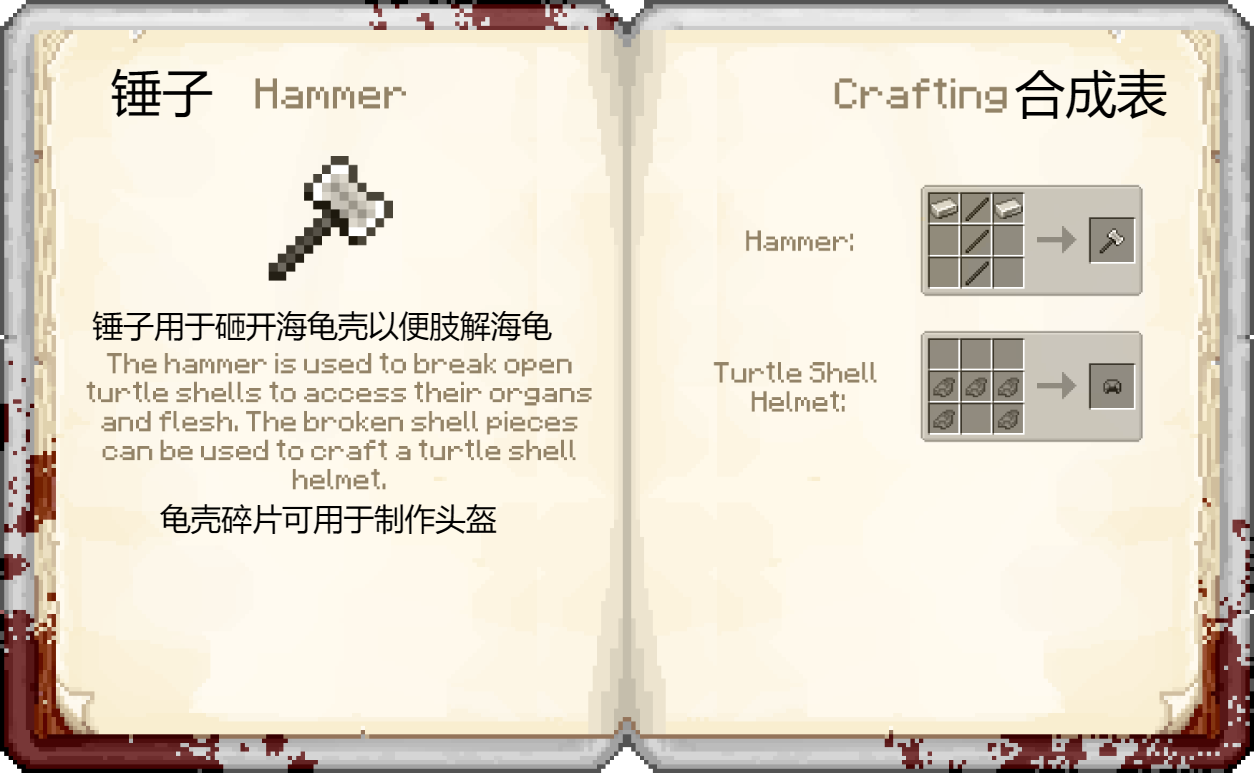 锤子 Hammer
锤子用于砸开海龟壳以便肢解海龟
The hammer is used to break open
turtle shells to access their organs
and flesh. The broken shell pieces
can be used to craft a turtle shell
helmet.
龟壳碎片可用于制作头盔
Crafting 合成表
Hammer:
Turtle Shell
Helmet: